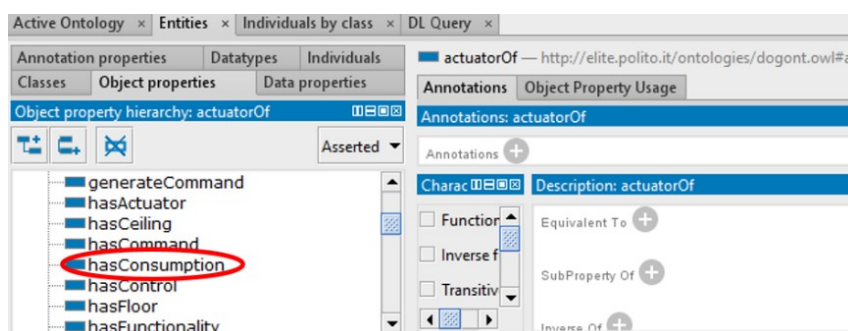 Active Ontology × Entities × Individuals by class × DL Query ×
Annotation properties Datatypes Individuals
Classes Object properties Data properties
Object property hierarchy: actuatorOf
Asserted
generateCommand
hasActuator
hasCeiling
hasCommand
hasConsumption
hasControl
hasFloor
hasFunctionality
actuatorOf — http://elite.polito.it/ontologies/dogont.owl#a
Annotations Object Property Usage
Annotations: actuatorOf
Annotations
Charac
Function
Inverse f
Transitiv
Description: actuatorOf
Equivalent To
SubProperty Of
Inverse Of